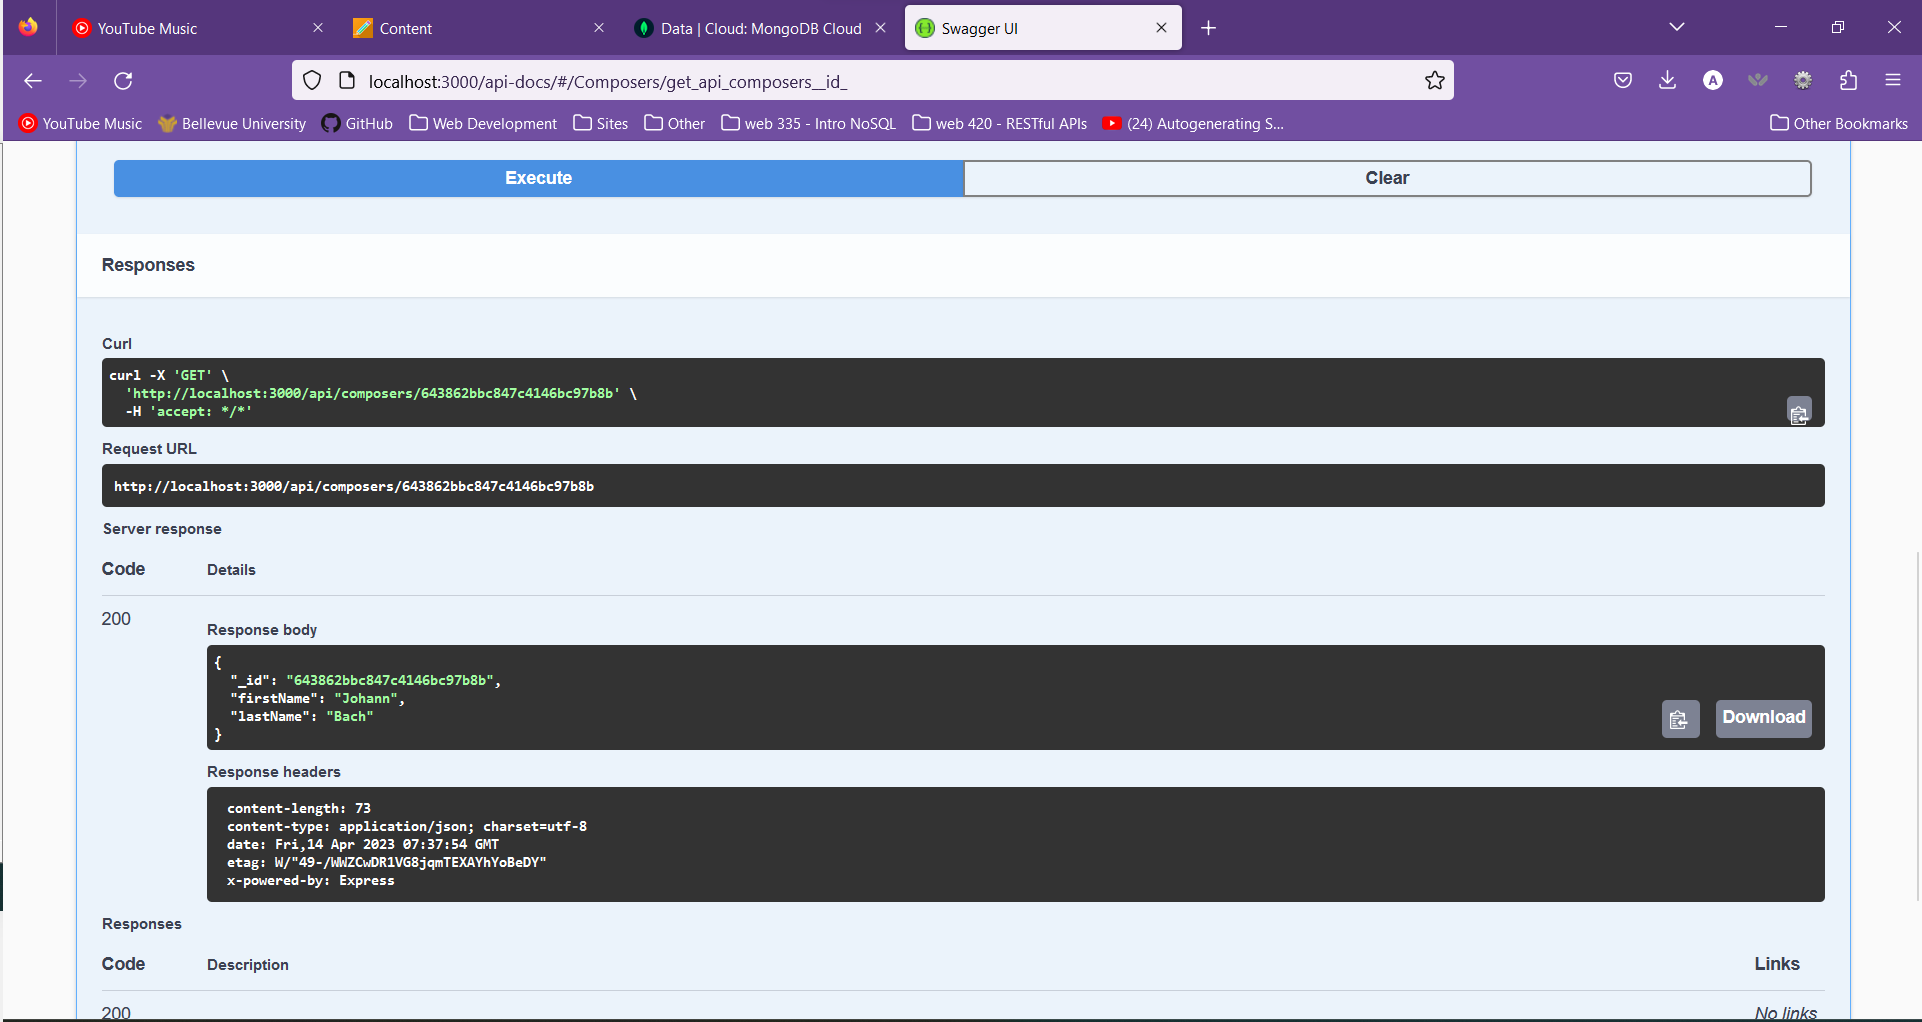 YouTube Music
Content
Data | Cloud: MongoDB Cloud
Swagger UI
localhost:3000/api-docs/#/Composers/get_api_composers__id_
A
YouTube Music
Bellevue University
GitHub
Web Development
Sites
Other
web 335 - Intro NoSQL
web 420 - RESTful APIs
(24) Autogenerating S...
Other Bookmarks
Execute
Clear
Responses
Curl
curl -X 'GET' \
'http://localhost:3000/api/composers/643862bbc847c4146bc97b8b' \
-H 'accept: */*'
Request URL
http://localhost:3000/api/composers/643862bbc847c4146bc97b8b
Server response
Code Details
200
Response body
{
"_id": "643862bbc847c4146bc97b8b",
"firstName": "Johann",
"lastName": "Bach"
}
Download
Response headers
content-length: 73
content-type: application/json; charset=utf-8
date: Fri,14 Apr 2023 07:37:54 GMT
etag: W/"49-/WWZCwDR1VG8jqmTEXAYhYoBeDY"
x-powered-by: Express
Responses
Code Description Links
200 No links